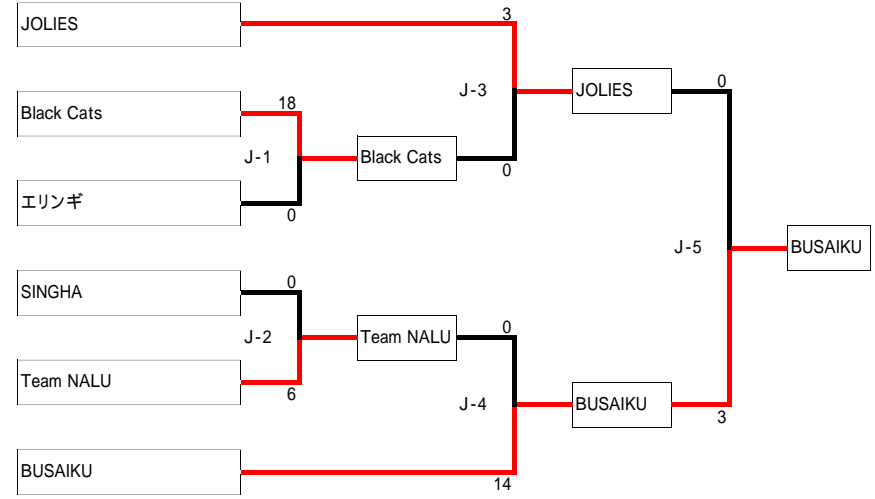 JOLIES
3
J-3
JOLIES
0
Black Cats
18
J-1
Black Cats
0
エリンギ
0
J-5
BUSAIKU
SINGHA
0
J-2
Team NALU
0
Team NALU
6
J-4
BUSAIKU
3
BUSAIKU
14